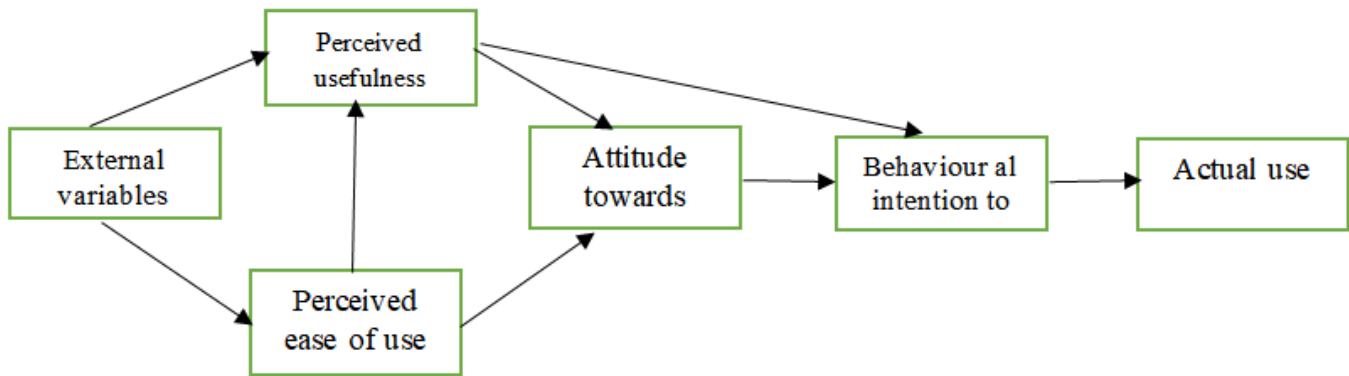 Perceived
usefulness
External
variables
Perceived
ease of use
Attitude
towards
Behaviour al
intention to
Actual use